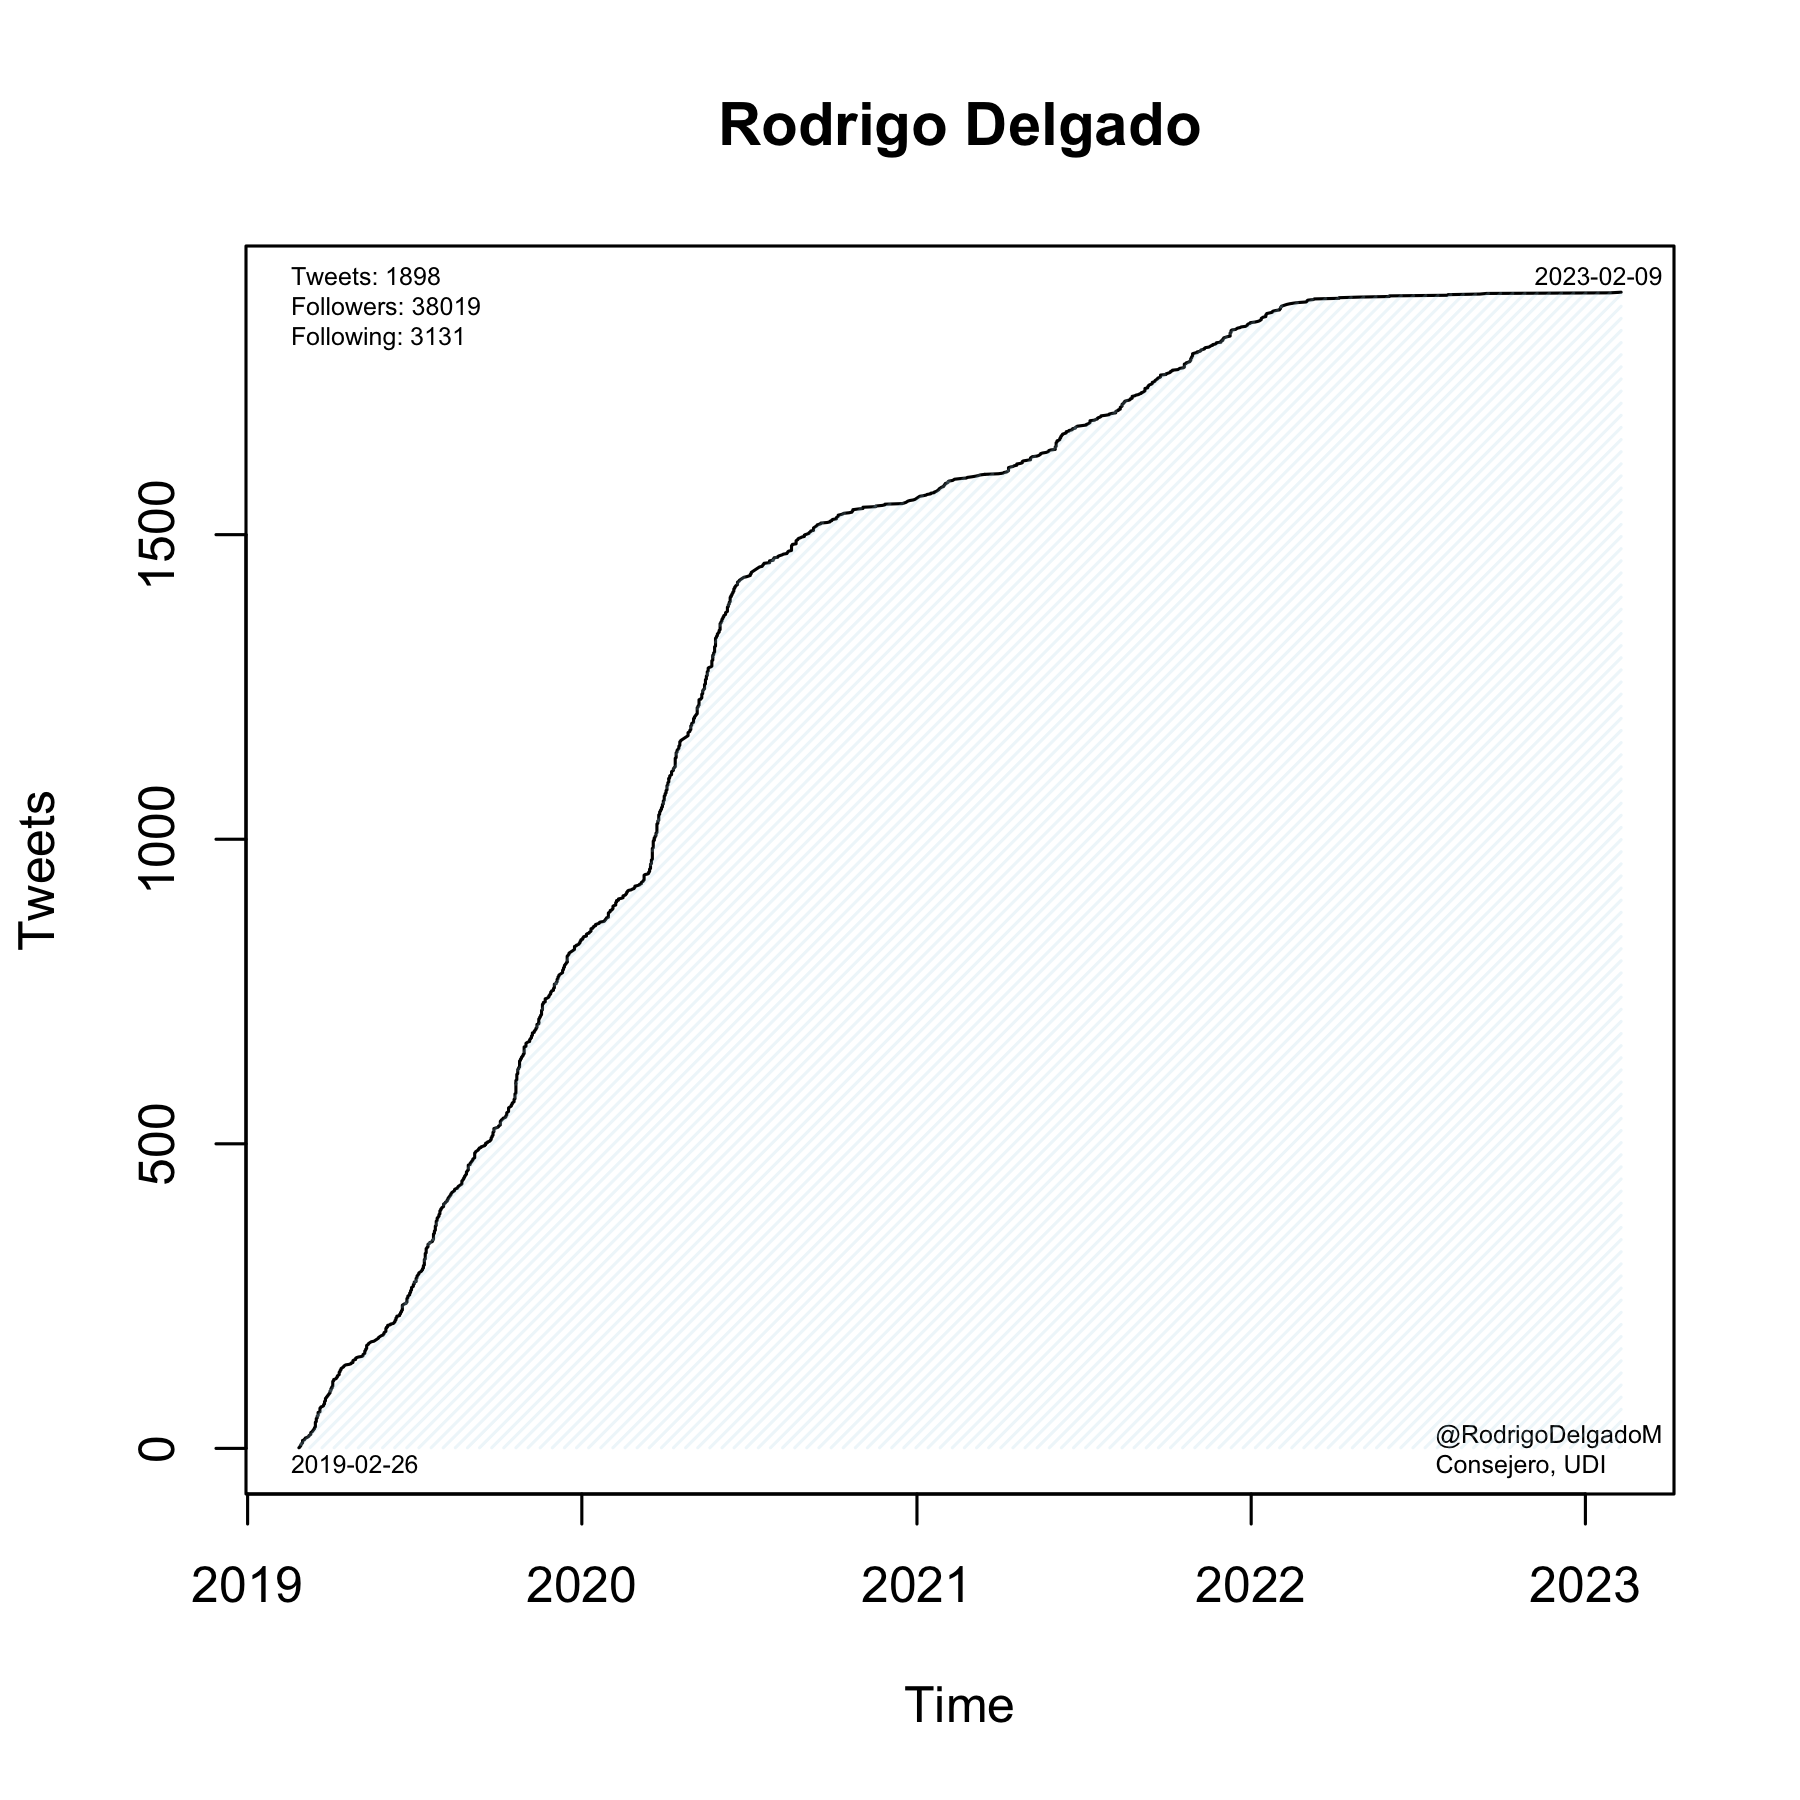 Rodrigo Delgado
Tweets: 1898
Followers: 38019
Following: 3131
2023-02-09
Tweets
1500
1000
500
0
2019-02-26
@RodrigoDelgadoM
Consejero, UDI
2019 2020 2021 2022 2023
Time